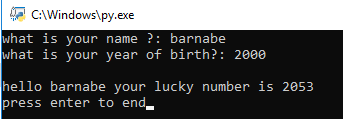 C:\Windows\py.exe
what is your name ?: barnabe
what is your year of birth?: 2000
hello barnabe your lucky number is 2053
press enter to end